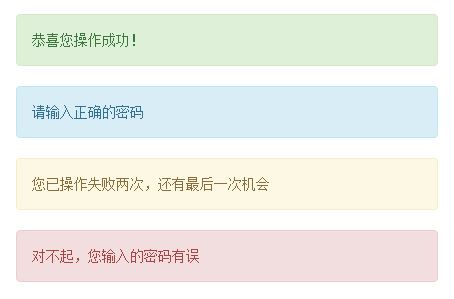 恭喜您操作成功！
请输入正确的密码
您已操作失败两次，还有最后一次机会
对不起，您输入的密码有误